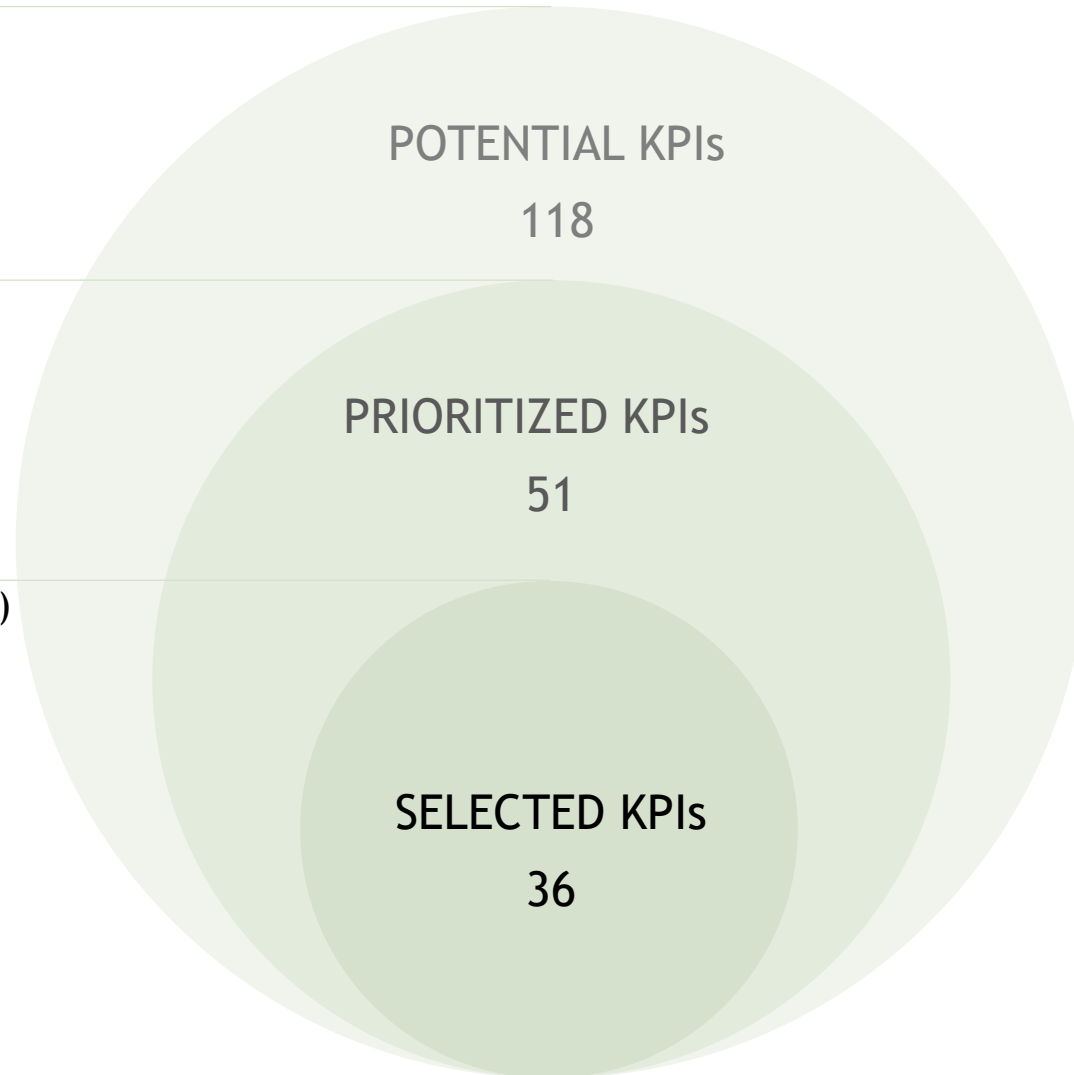 POTENTIAL KPIs
118
PRIORITIZED KPIs
51
)
SELECTED KPIs
36